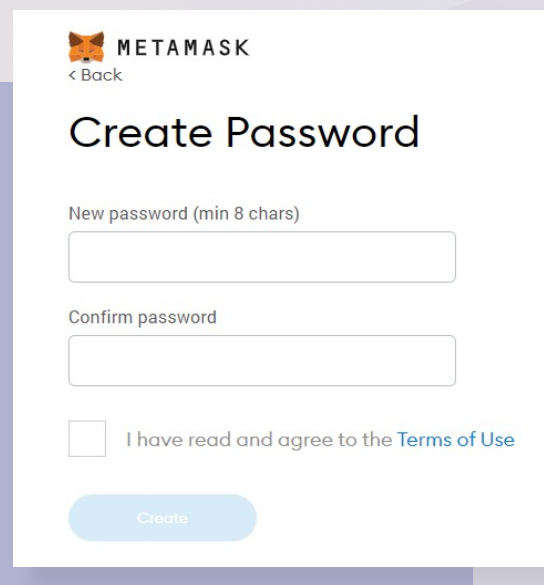 METAMASK
< Back
Create Password
New password (min 8 chars)
Confirm password
I have read and agree to the Terms of Use
Create